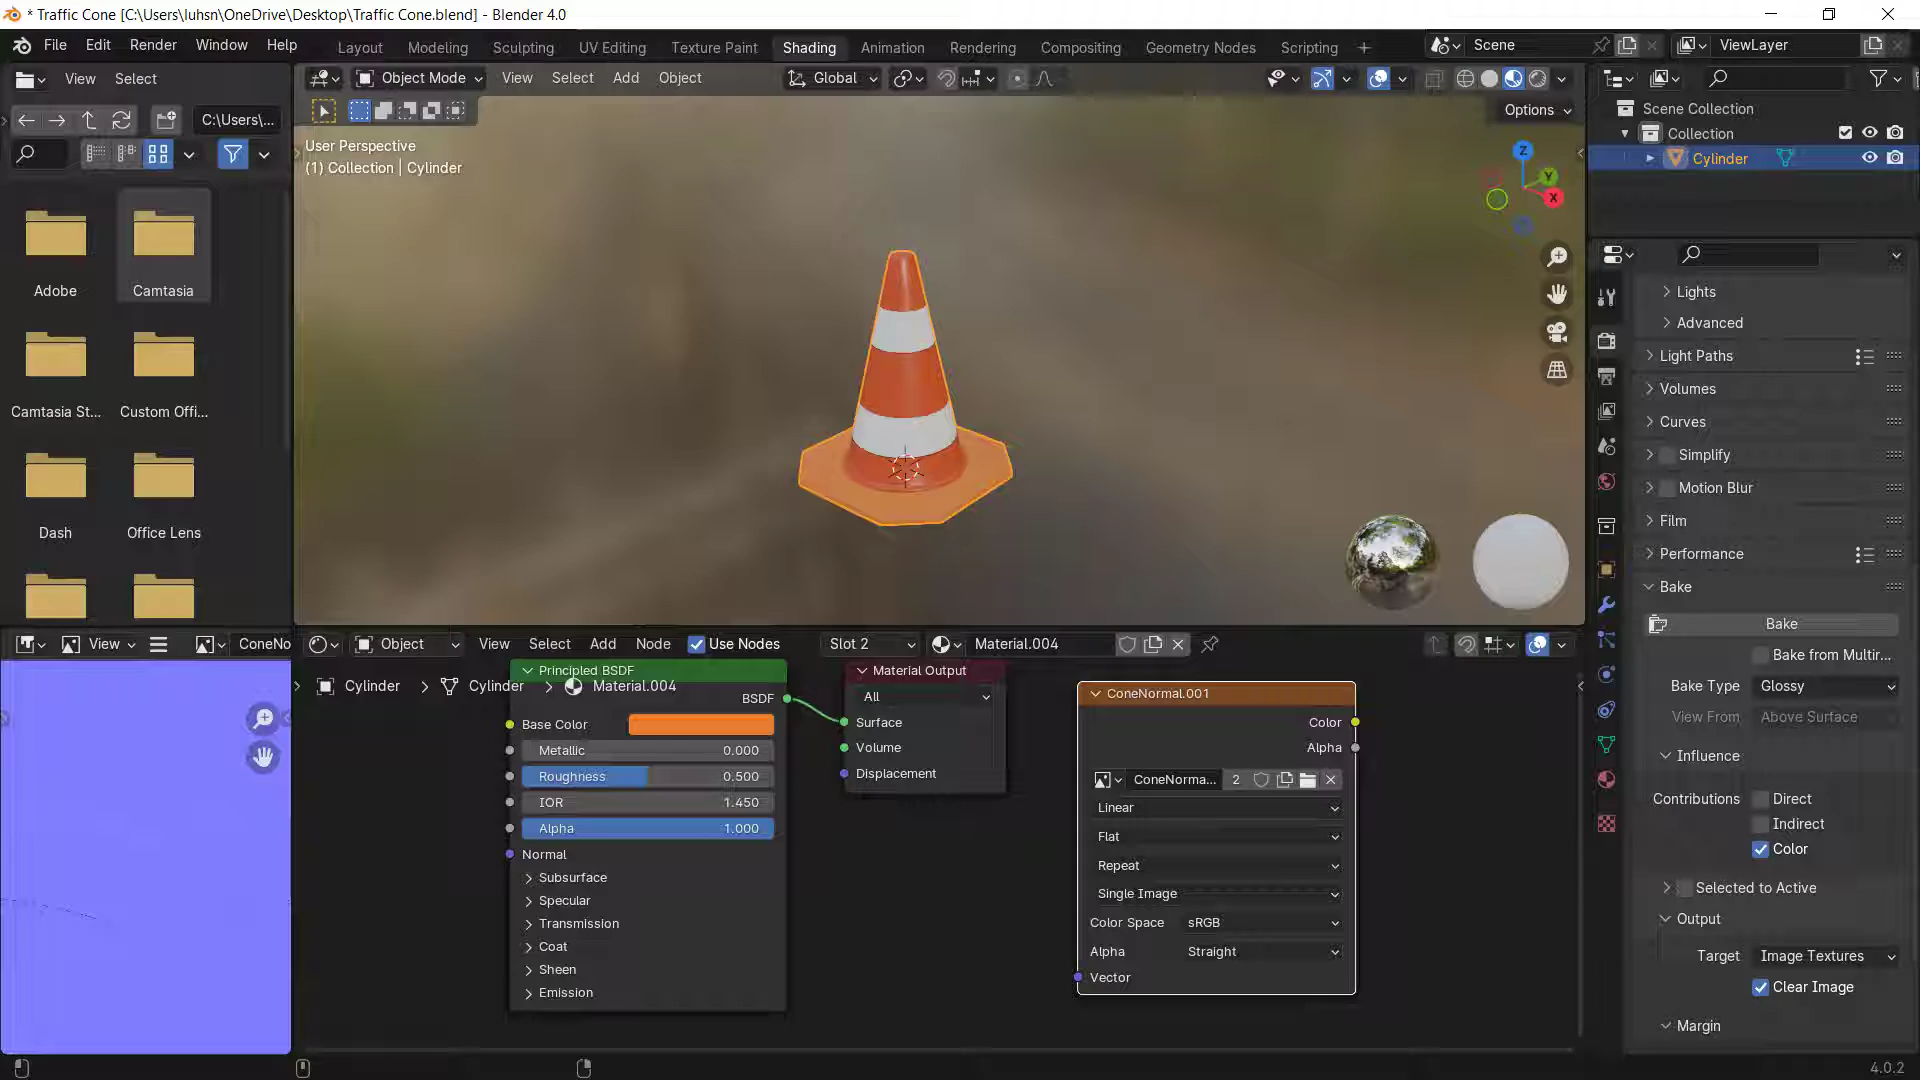 * Traffic Cone [C:\Users\luhsn\OneDrive\Desktop\Traffic Cone.blend] - Blender 4.0
File Edit Render Window Help
Layout Modeling Sculpting UV Editing Texture Paint Shading Animation Rendering Compositing Geometry Nodes Scripting
Scene
ViewLayer
View Select
Object Mode View Select Add Object
Global
Options
C:\Users\...
User Perspective
(1) Collection | Cylinder
Z
Y
X
Adobe
Camtasia
Camtasia St...
Custom Offi...
Dash
Office Lens
Scene Collection
Collection
Cylinder
Lights
Advanced
Light Paths
Volumes
Curves
Simplify
Motion Blur
Film
Performance
Bake
Bake
Bake from Multir...
Bake Type Glossy
View From Above Surface
Influence
Contributions Direct
Indirect
Color
Selected to Active
Output
Target Image Textures
Clear Image
Margin
View
ConeNo
Object View Select Add Node Use Nodes
Slot 2
Material.004
Cylinder > Cylinder > Material.004
Principled BSDF
BSDF
Base Color
Metallic 0.000
Roughness 0.500
IOR 1.450
Alpha 1.000
Normal
Subsurface
Specular
Transmission
Coat
Sheen
Emission
Material Output
All
Surface
Volume
Displacement
ConeNormal.001
Color
Alpha
ConeNorma... 2
Linear
Flat
Repeat
Single Image
Color Space sRGB
Alpha Straight
Vector
4.0.2